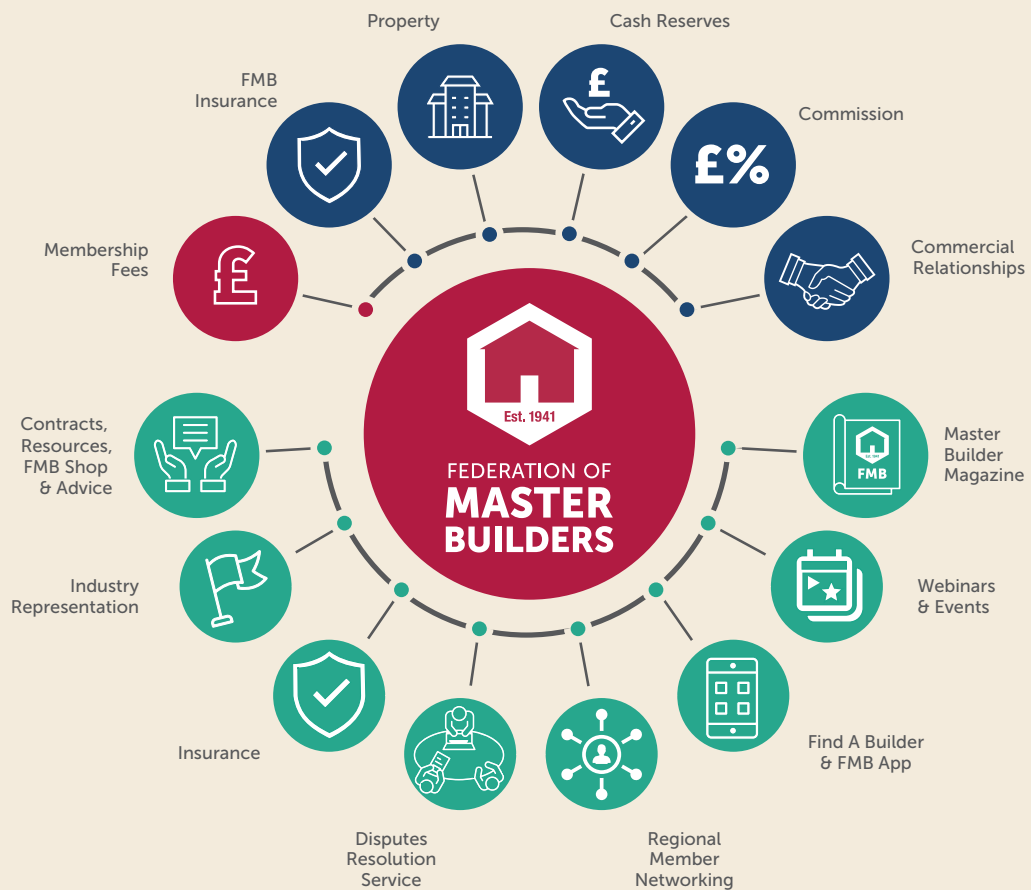 Property
Cash Reserves
FMB
Insurance
£
Commission
£%
Membership
Fees
£
Commercial
Relationships
Est. 1941
FEDERATION OF
MASTER
BUILDERS
Contracts,
Resources,
FMB Shop
& Advice
FMB
Master
Builder
Magazine
Industry
Representation
Webinars
& Events
Insurance
Find A Builder
& FMB App
Disputes
Resolution
Service
Regional
Member
Networking